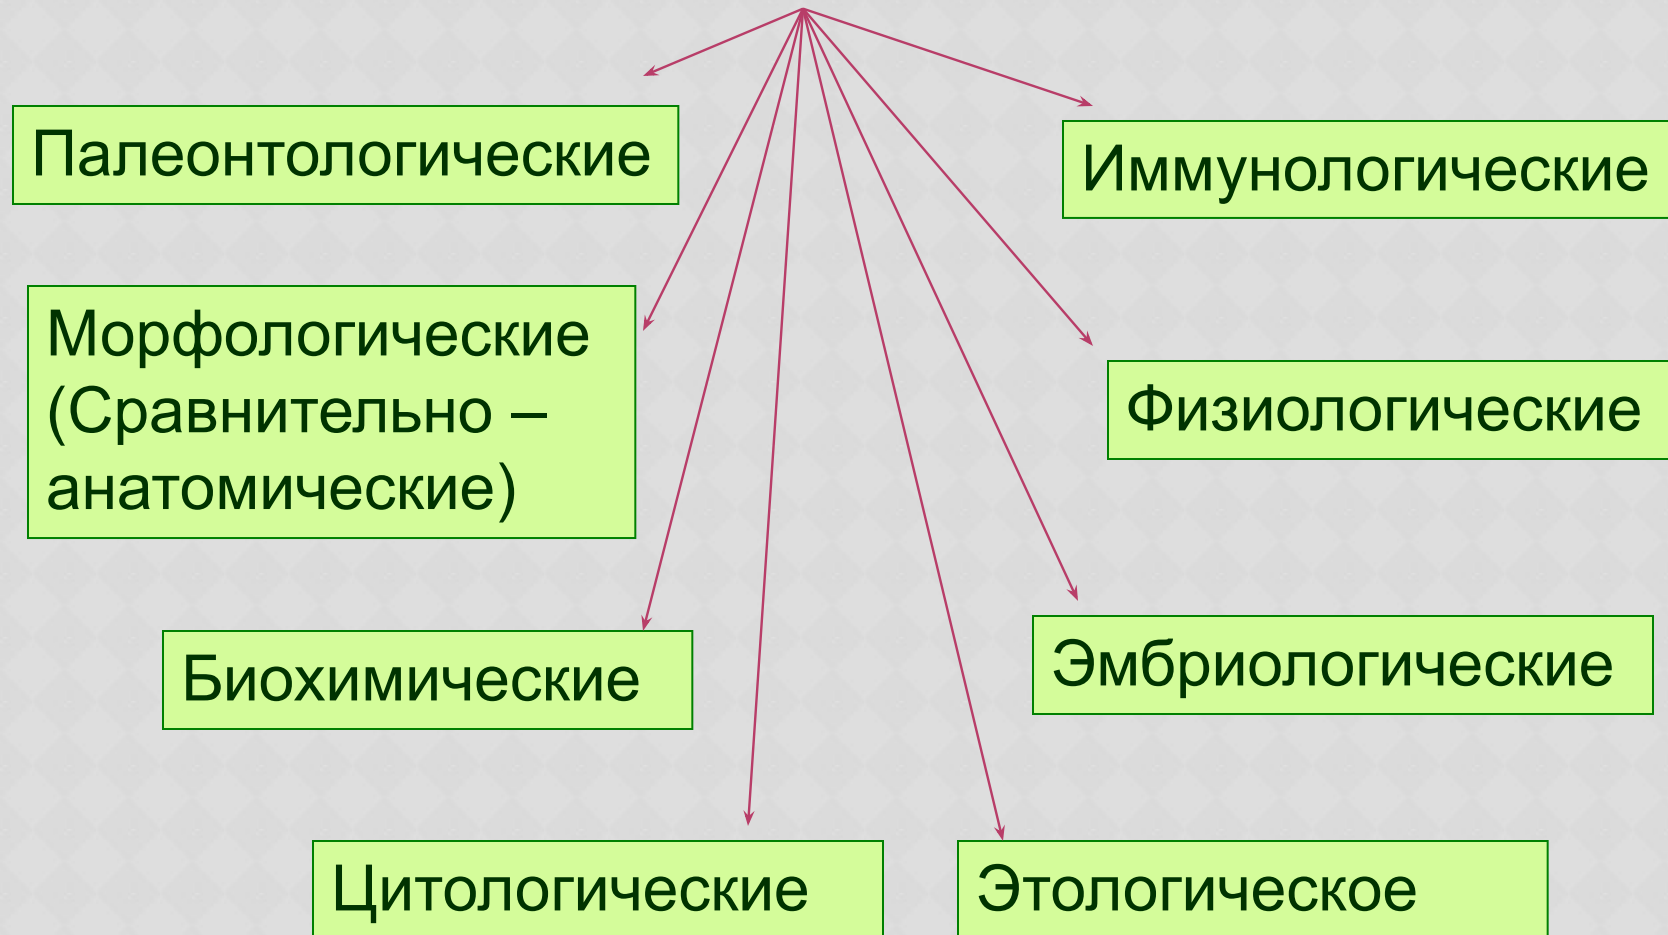 Палеонтологические
Иммунологические
Морфологические
(Сравнительно –
анатомические)
Физиологические
Биохимические
Эмбриологические
Цитологические
Этологическое